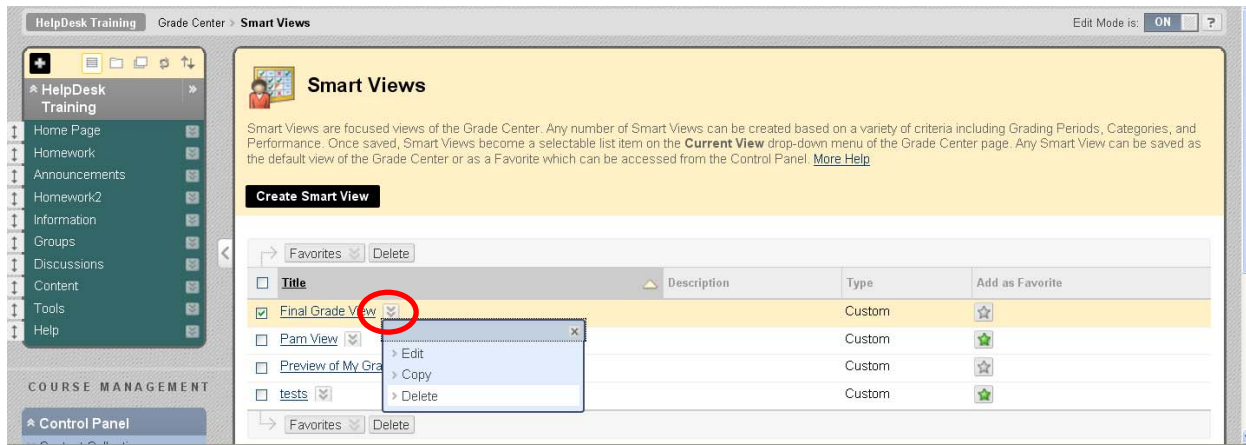 HelpDesk Training Grade Center > Smart Views Edit Mode is: ON ?
HelpDesk
Training
Home Page
Homework
Announcements
Homework2
Information
Groups
Discussions
Content
Tools
Help
COURSE MANAGEMENT
Control Panel
Smart Views
Smart Views are focused views of the Grade Center. Any number of Smart Views can be created based on a variety of criteria including Grading Periods, Categories, and
Performance. Once saved, Smart Views become a selectable list item on the Current View drop-down menu of the Grade Center page. Any Smart View can be saved as
the default view of the Grade Center or as a Favorite which can be accessed from the Control Panel. More Help
Create Smart View
Favorites Delete
Title Description Type Add as Favorite
Final Grade View Custom
Pam View Custom
Preview of My Gra Custom
tests Custom
> Edit
> Copy
> Delete
Favorites Delete